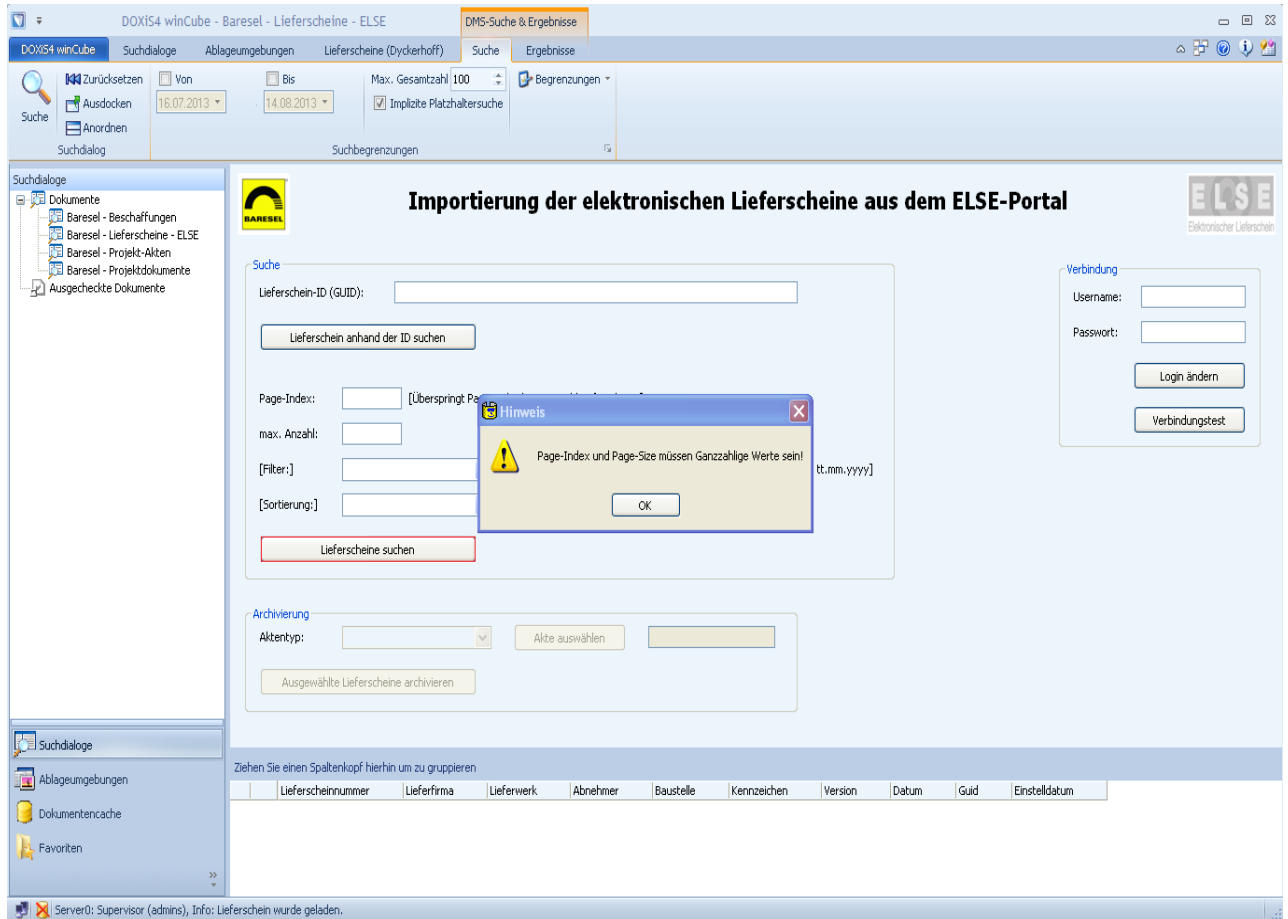 DOXiS4 winCube - Baresel - Lieferscheine - ELSE
DMS-Suche & Ergebnisse
DOXiS4 winCube
Suchdialoge
Ablageumgebungen
Lieferscheine (Dyckerhoff)
Suche
Ergebnisse
Suche
Zurücksetzen
Ausdocken
Anordnen
Suchdialog
Von
16.07.2013
Bis
14.08.2013
Max. Gesamtzahl 100
Implizite Platzhaltersuche
Begrenzungen
Suchbegrenzungen
Suchdialoge
Dokumente
Baresel - Beschaffungen
Baresel - Lieferscheine - ELSE
Baresel - Projekt-Akten
Baresel - Projektdokumente
Ausgecheckte Dokumente
BARESEL
Importierung der elektronischen Lieferscheine aus dem ELSE-Portal
ELSE
Elektronischer Lieferschein
Suche
Lieferschein-ID (GUID):
Lieferschein anhand der ID suchen
Page-Index:
[Überspringt
max. Anzahl:
[Filter:]
tt.mm.yyyy]
[Sortierung:]
Lieferscheine suchen
Hinweis
Page-Index und Page-Size müssen Ganzzahlige Werte sein!
OK
Verbindung
Username:
Passwort:
Login ändern
Verbindungstest
Archivierung
Aktentyp:
Akte auswählen
Ausgewählte Lieferscheine archivieren
Suchdialoge
Ablageumgebungen
Dokumentencache
Favoriten
Ziehen Sie einen Spaltenkopf hierhin um zu gruppieren
Lieferscheinnummer Lieferfirma Lieferwerk Abnehmer Baustelle Kennzeichen Version Datum Guid Einstelldatum
Server0: Supervisor (admins), Info: Lieferschein wurde geladen.